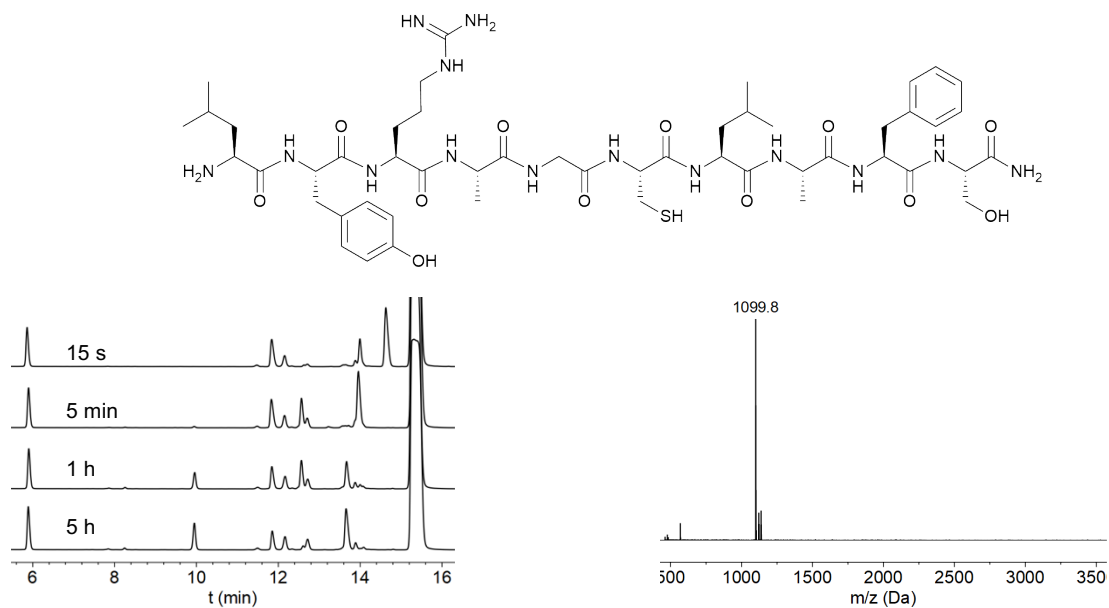 HN NH2
NH
H2N O H N O N H O H N O N H O H N O N H O H N O N H O H N O NH2
SH
OH
OH
1099.8
15 s
5 min
1 h
5 h
6 8 10 12 14 16
t (min)
500 1000 1500 2000 2500 3000 350
m/z (Da)